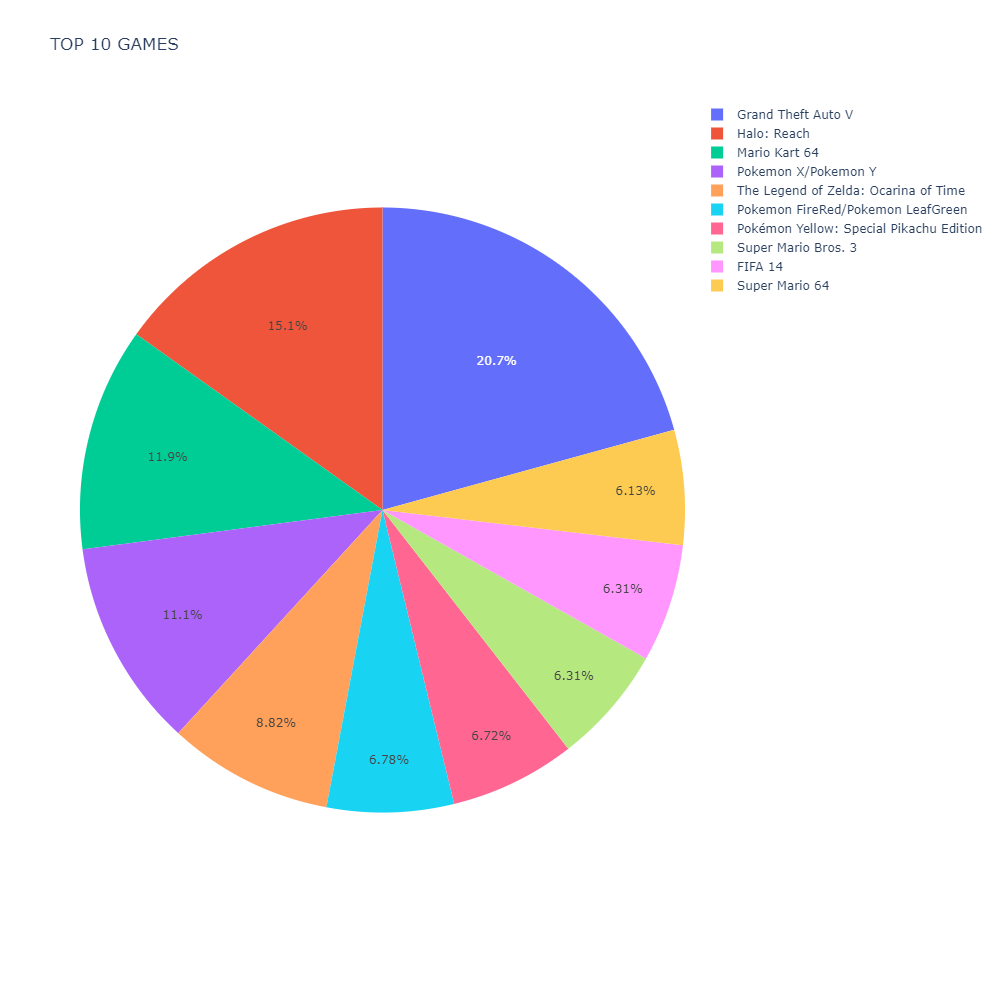 TOP 10 GAMES
Grand Theft Auto V
Halo: Reach
Mario Kart 64
Pokemon X/Pokemon Y
The Legend of Zelda: Ocarina of Time
Pokemon FireRed/Pokemon LeafGreen
Pokémon Yellow: Special Pikachu Edition
Super Mario Bros. 3
FIFA 14
Super Mario 64
15.1%
20.7%
11.9%
6.13%
6.31%
11.1%
6.31%
8.82%
6.72%
6.78%